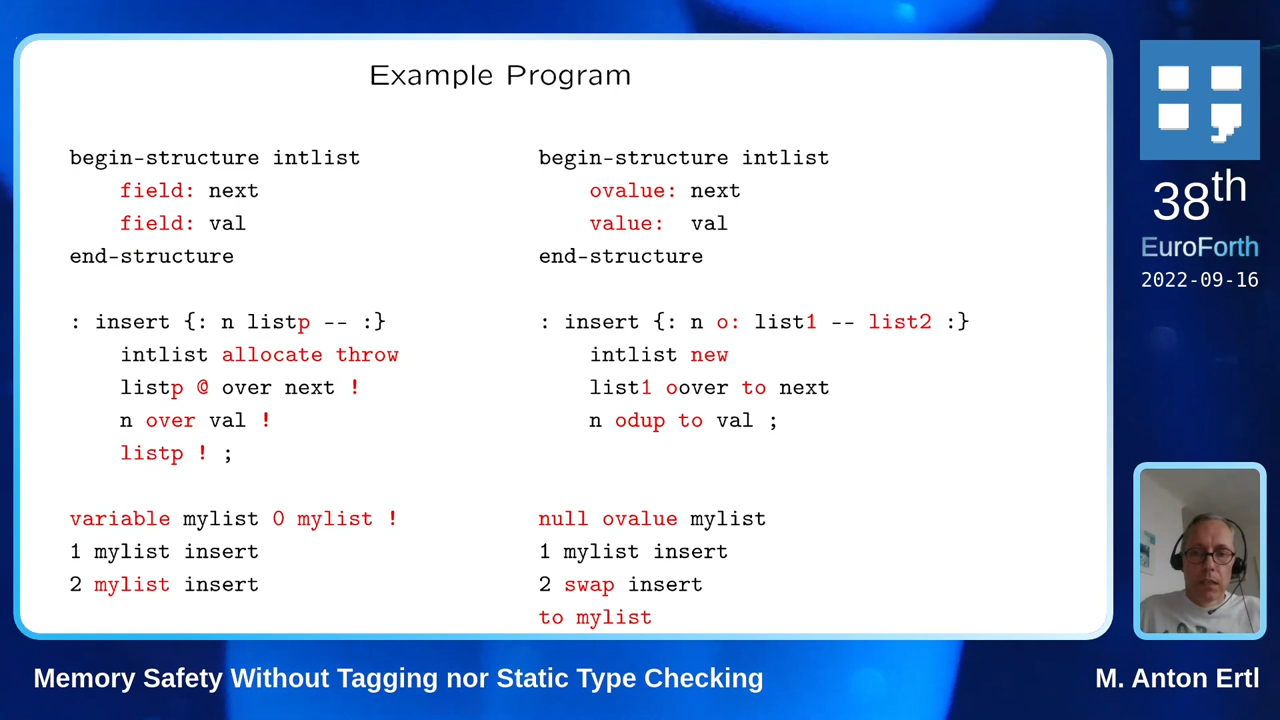 Example Program
begin-structure intlist
field: next
field: val
end-structure
: insert {: n listp -- :}
intlist allocate throw
listp @ over next !
n over val !
listp ! ;
variable mylist 0 mylist !
1 mylist insert
2 mylist insert
begin-structure intlist
ovalue: next
value: val
end-structure
: insert {: n o: list1 -- list2 :}
intlist new
list1 oover to next
n odup to val ;
null ovalue mylist
1 mylist insert
2 swap insert
to mylist
38th
EuroForth
2022-09-16
Memory Safety Without Tagging nor Static Type Checking
M. Anton Ertl